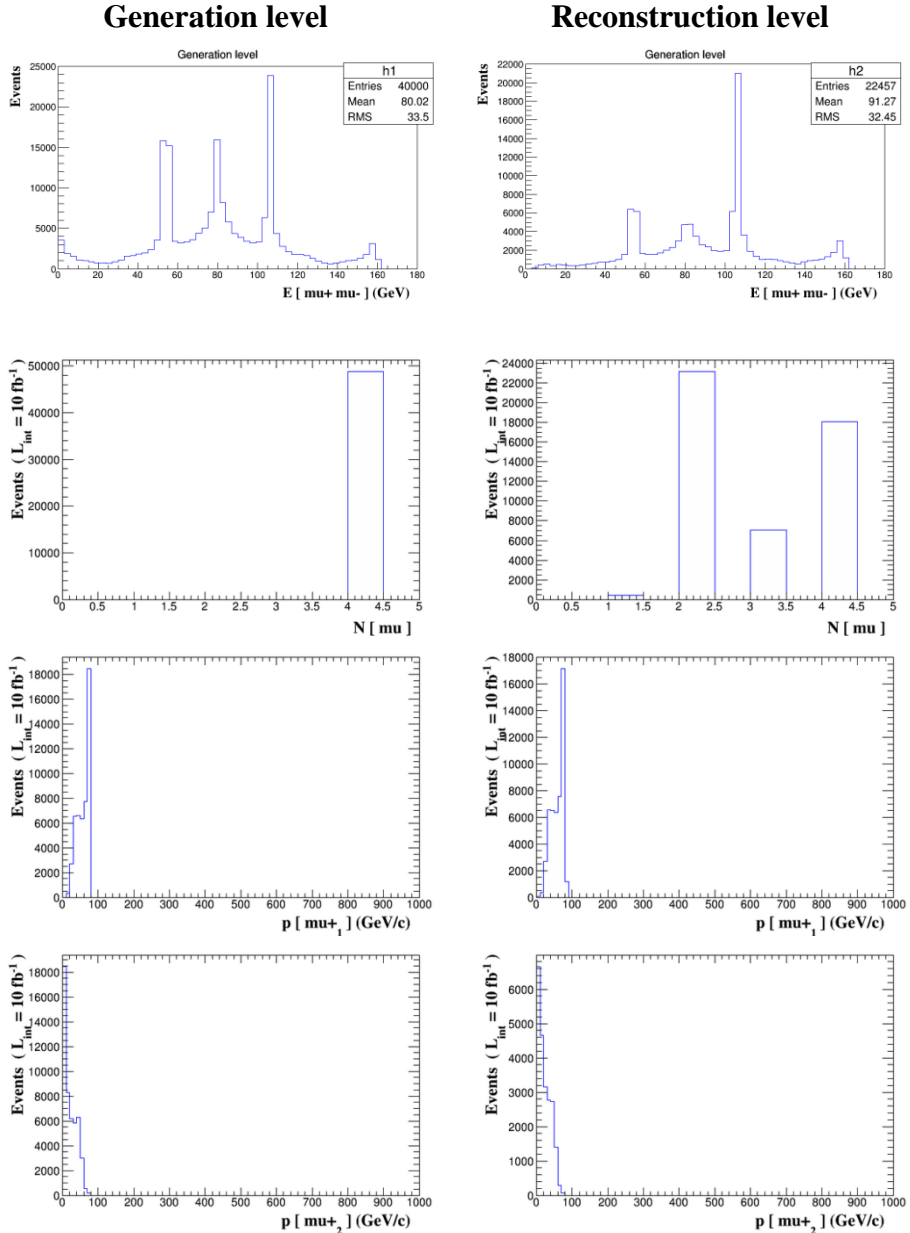 Generation level
Reconstruction level
Generation level
Events
25000
20000
15000
10000
5000
0
h1
Entries 40000
Mean 80.02
RMS 33.5
0 20 40 60 80 100 120 140 160 180
E [ mu+ mu- ] (GeV)
Generation level
Events
22000
20000
18000
16000
14000
12000
10000
8000
6000
4000
2000
0
h2
Entries 22457
Mean 91.27
RMS 32.45
0 20 40 60 80 100 120 140 160 180
E [ mu+ mu- ] (GeV)
Events ( L_int = 10 fb^-1 )
50000
40000
30000
20000
10000
0
0 0.5 1 1.5 2 2.5 3 3.5 4 4.5 5
N [ mu ]
Events ( L_int = 10 fb^-1 )
24000
22000
20000
18000
16000
14000
12000
10000
8000
6000
4000
2000
0
0 0.5 1 1.5 2 2.5 3 3.5 4 4.5 5
N [ mu ]
Events ( L_int = 10 fb^-1 )
18000
16000
14000
12000
10000
8000
6000
4000
2000
0
0 100 200 300 400 500 600 700 800 900 1000
p [ mu+_1 ] (GeV/c)
Events ( L_int = 10 fb^-1 )
18000
16000
14000
12000
10000
8000
6000
4000
2000
0
0 100 200 300 400 500 600 700 800 900 1000
p [ mu+_1 ] (GeV/c)
Events ( L_int = 10 fb^-1 )
18000
16000
14000
12000
10000
8000
6000
4000
2000
0
0 100 200 300 400 500 600 700 800 900 1000
p [ mu+_2 ] (GeV/c)
Events ( L_int = 10 fb^-1 )
6000
5000
4000
3000
2000
1000
0
0 100 200 300 400 500 600 700 800 900 1000
p [ mu+_2 ] (GeV/c)